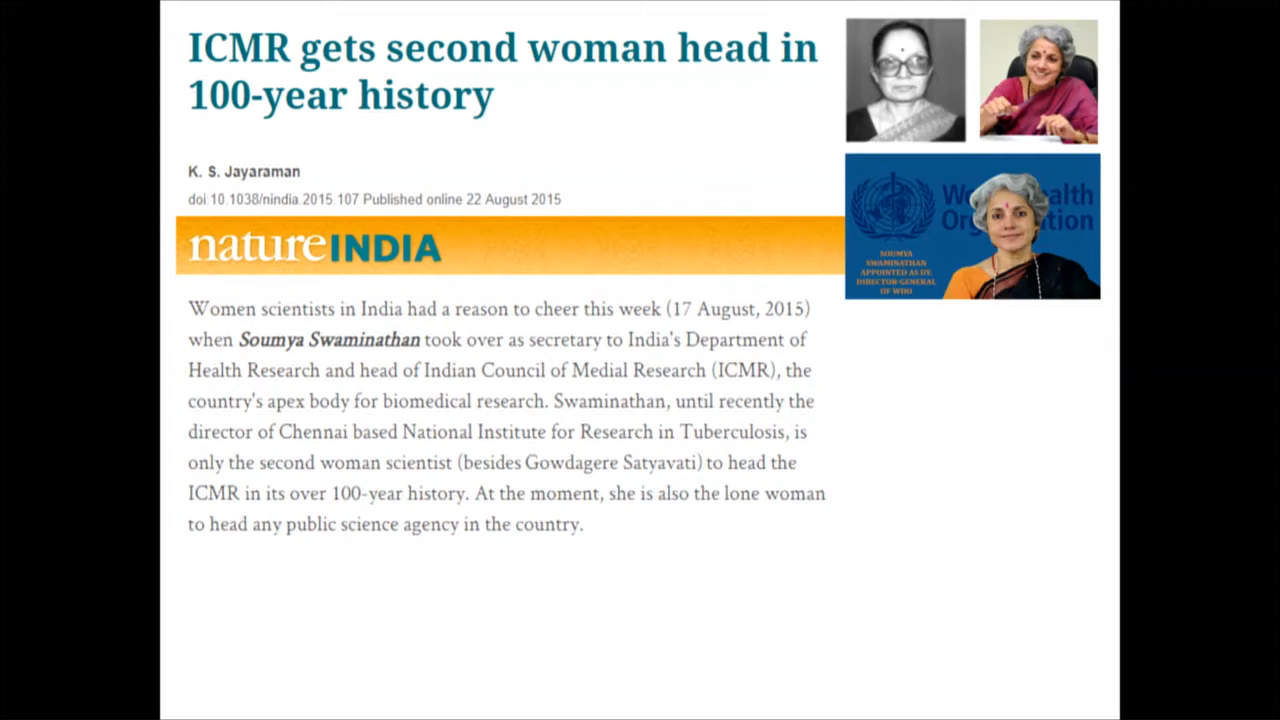 ICMR gets second woman head in
100-year history
K. S. Jayaraman
doi:10.1038/nindia.2015.107 Published online 22 August 2015
nature INDIA
Women scientists in India had a reason to cheer this week (17 August, 2015)
when Soumya Swaminathan took over as secretary to India's Department of
Health Research and head of Indian Council of Medial Research (ICMR), the
country's apex body for biomedical research. Swaminathan, until recently the
director of Chennai based National Institute for Research in Tuberculosis, is
only the second woman scientist (besides Gowdagere Satyavati) to head the
ICMR in its over 100-year history. At the moment, she is also the lone woman
to head any public science agency in the country.
SOUMYA
SWAMINATHAN
APPOINTED AS DY.
DIRECTOR-GENERAL
OF WHO